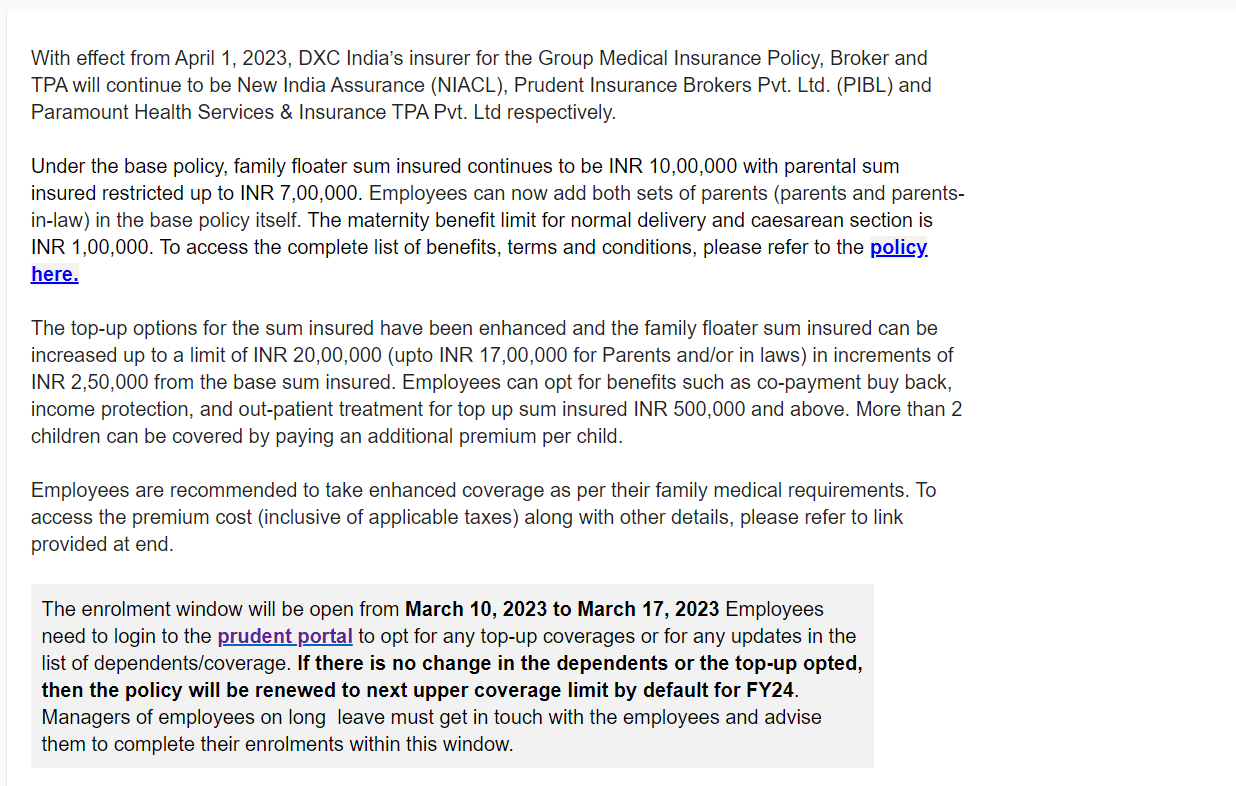 With effect from April 1, 2023, DXC India's insurer for the Group Medical Insurance Policy, Broker and
TPA will continue to be New India Assurance (NIACL), Prudent Insurance Brokers Pvt. Ltd. (PIBL) and
Paramount Health Services & Insurance TPA Pvt. Ltd respectively.
Under the base policy, family floater sum insured continues to be INR 10,00,000 with parental sum
insured restricted up to INR 7,00,000. Employees can now add both sets of parents (parents and parents-
in-law) in the base policy itself. The maternity benefit limit for normal delivery and caesarean section is
INR 1,00,000. To access the complete list of benefits, terms and conditions, please refer to the policy
here.
The top-up options for the sum insured have been enhanced and the family floater sum insured can be
increased up to a limit of INR 20,00,000 (upto INR 17,00,000 for Parents and/or in laws) in increments of
INR 2,50,000 from the base sum insured. Employees can opt for benefits such as co-payment buy back,
income protection, and out-patient treatment for top up sum insured INR 500,000 and above. More than 2
children can be covered by paying an additional premium per child.
Employees are recommended to take enhanced coverage as per their family medical requirements. To
access the premium cost (inclusive of applicable taxes) along with other details, please refer to link
provided at end.
The enrolment window will be open from March 10, 2023 to March 17, 2023 Employees
need to login to the prudent portal to opt for any top-up coverages or for any updates in the
list of dependents/coverage. If there is no change in the dependents or the top-up opted,
then the policy will be renewed to next upper coverage limit by default for FY24.
Managers of employees on long  leave must get in touch with the employees and advise
them to complete their enrolments within this window.